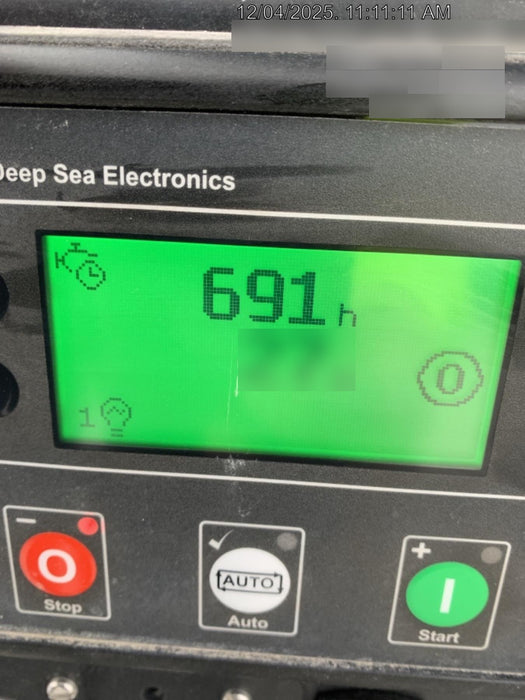 12/04/2025. 11:11:11 AM
Deep Sea Electronics
691 h
0
1
− + 
Stop
AUTO
Auto
Start